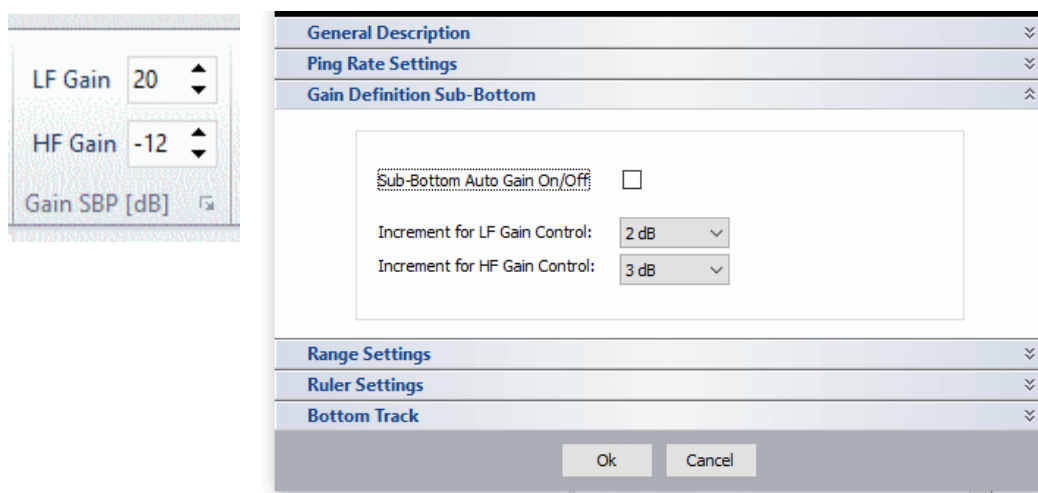 LF Gain 20
HF Gain -12
Gain SBP [dB]
General Description
Ping Rate Settings
Gain Definition Sub-Bottom
Sub-Bottom Auto Gain On/Off
Increment for LF Gain Control: 2 dB
Increment for HF Gain Control: 3 dB
Range Settings
Ruler Settings
Bottom Track
Ok Cancel